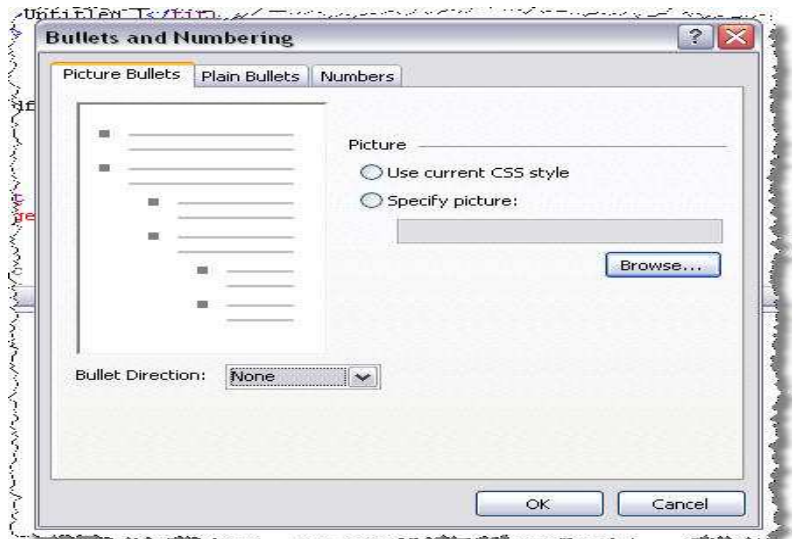 Bullets and Numbering
Picture Bullets Plain Bullets Numbers
Picture
Use current CSS style
Specify picture:
Browse...
Bullet Direction: None
OK Cancel